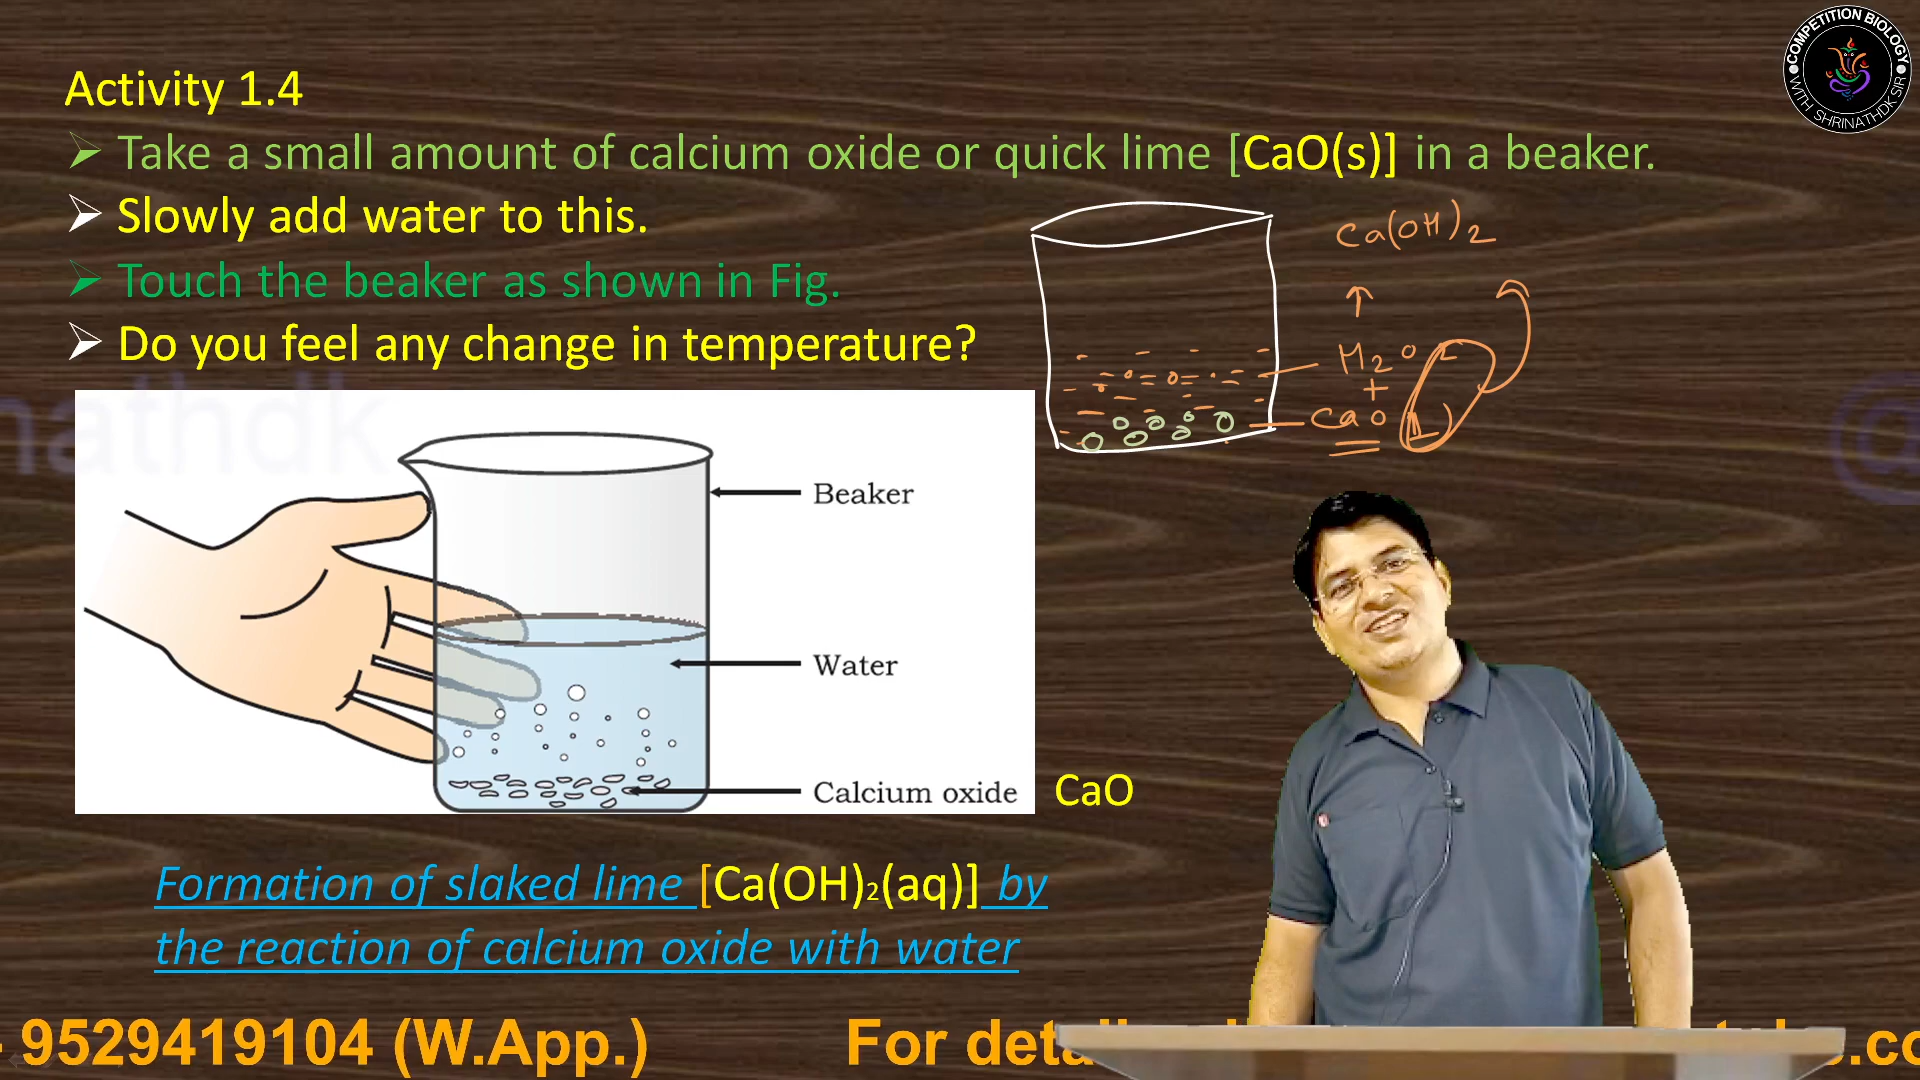 Activity 1.4
➢ Take a small amount of calcium oxide or quick lime [CaO(s)] in a beaker.
➢ Slowly add water to this.
➢ Touch the beaker as shown in Fig.
➢ Do you feel any change in temperature?
Ca(OH)2
↑
H2O
+
CaO
Beaker
Water
Calcium oxide
CaO
Formation of slaked lime [Ca(OH)₂(aq)] by
the reaction of calcium oxide with water
9529419104 (W.App.) For
COMPETITION BIOLOGY
WITH SHRINATHDK SIR
nathdk
@